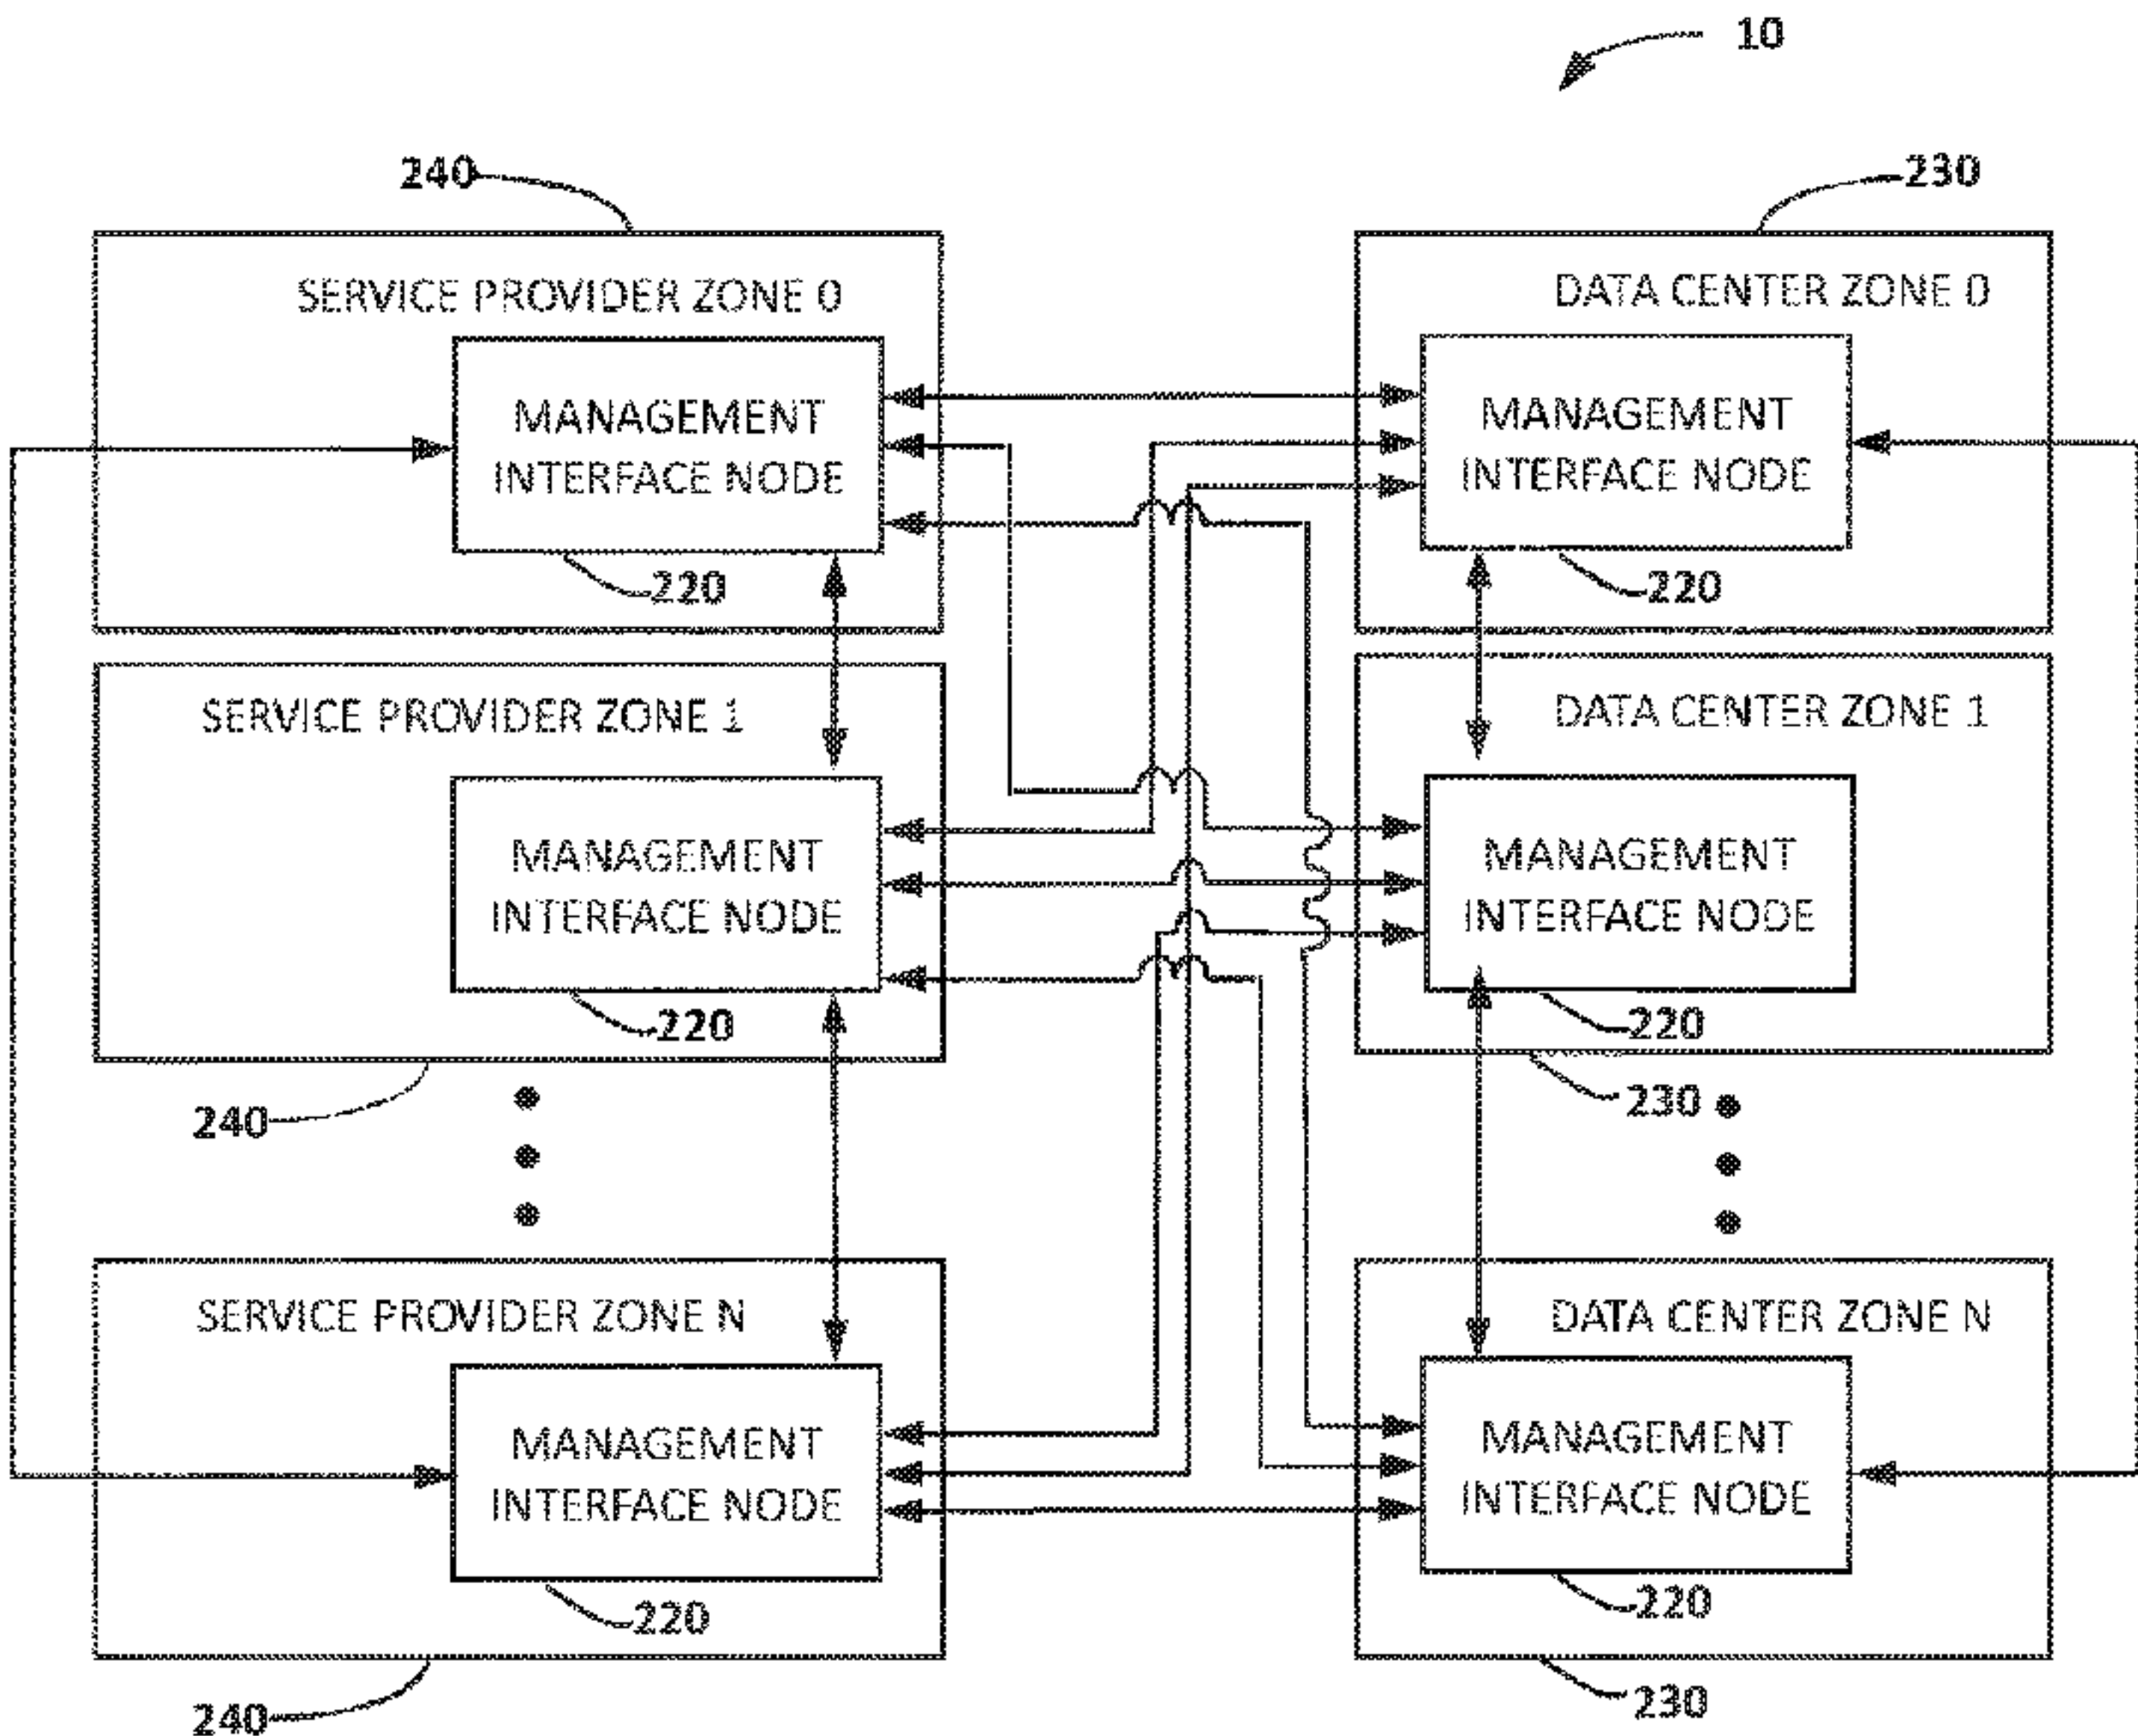 10
240
230
SERVICE PROVIDER ZONE 0
MANAGEMENT
INTERFACE NODE
220
DATA CENTER ZONE 0
MANAGEMENT
INTERFACE NODE
220
SERVICE PROVIDER ZONE 1
MANAGEMENT
INTERFACE NODE
220
240
DATA CENTER ZONE 1
MANAGEMENT
INTERFACE NODE
220
230
SERVICE PROVIDER ZONE N
MANAGEMENT
INTERFACE NODE
220
240
DATA CENTER ZONE N
MANAGEMENT
INTERFACE NODE
220
230